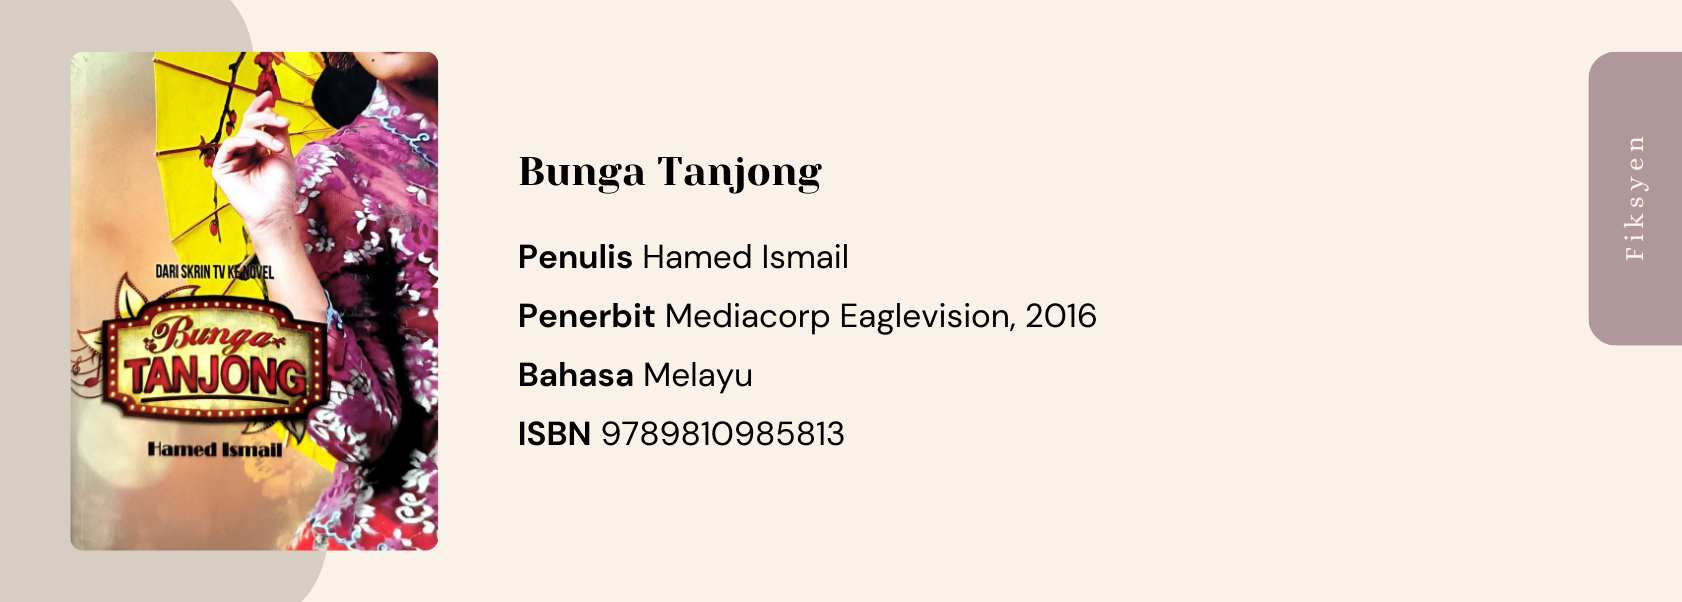 DARI SKRIN TV KE NOVEL
Bunga
TANJONG
Hamed Ismail
Bunga Tanjong
Penulis Hamed Ismail
Penerbit Mediacorp Eaglevision, 2016
Bahasa Melayu
ISBN 9789810985813
Fiksyen